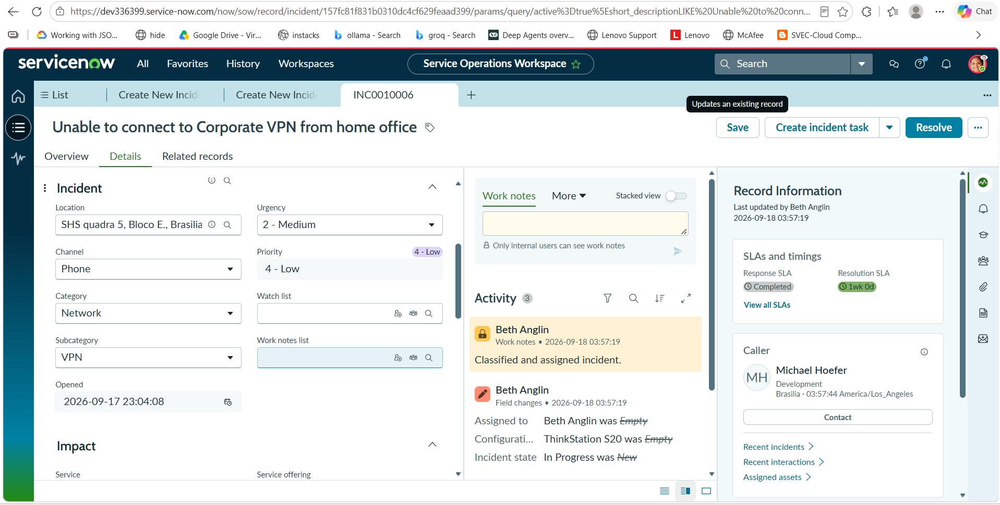 https://dev336399.service-now.com/now/sow/record/incident/157fc81f831b0310dc4cf629feaad399/params/query/active%3Dtrue%5Eshort_descriptionLIKE%20Unable%20to%20conn...
Chat
Working with JSO...
hide
Google Drive - Vir...
instacks
ollama - Search
groq - Search
Deep Agents overv...
Lenovo Support
Lenovo
McAfee
SVEC-Cloud Comp...
servicenow
All
Favorites
History
Workspaces
Service Operations Workspace
Search
List
Create New Incid
Create New Incid
INC0010006
Updates an existing record
Unable to connect to Corporate VPN from home office
Save
Create incident task
Resolve
Overview
Details
Related records
Incident
Location
SHS quadra 5, Bloco E., Brasilia
Urgency
2 - Medium
Channel
Phone
Priority
4 - Low
4 - Low
Category
Network
Watch list
Subcategory
VPN
Work notes list
Opened
2026-09-17 23:04:08
Impact
Service
Service offering
Work notes
More
Stacked view
Only internal users can see work notes
Activity 3
Beth Anglin
Work notes • 2026-09-18 03:57:19
Classified and assigned incident.
Beth Anglin
Field changes • 2026-09-18 03:57:19
Assigned to Beth Anglin was Empty
Configurati... ThinkStation S20 was Empty
Incident state In Progress was New
Record Information
Last updated by Beth Anglin
2026-09-18 03:57:19
SLAs and timings
Response SLA
Completed
Resolution SLA
1wk 0d
View all SLAs
Caller
MH
Michael Hoefer
Development
Brasilia · 03:57:44 America/Los_Angeles
Contact
Recent incidents
Recent interactions
Assigned assets